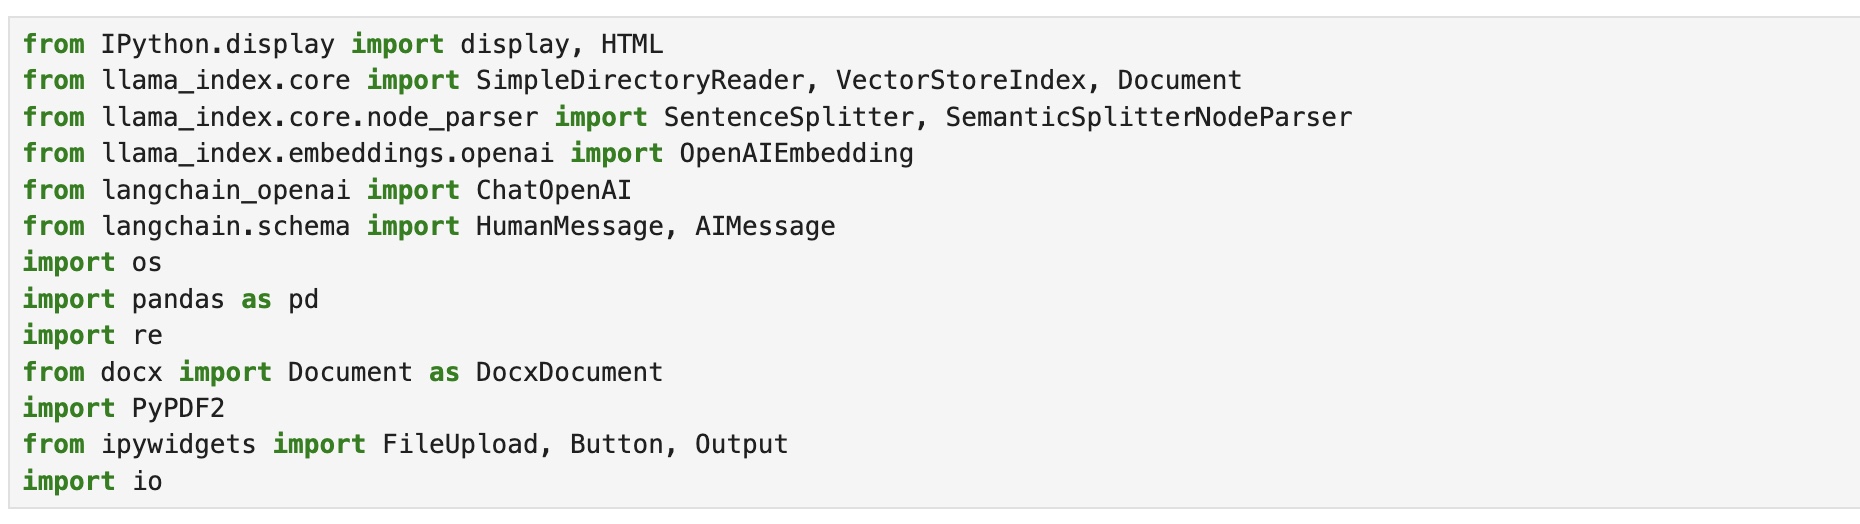 from IPython.display import display, HTML
from llama_index.core import SimpleDirectoryReader, VectorStoreIndex, Document
from llama_index.core.node_parser import SentenceSplitter, SemanticSplitterNodeParser
from llama_index.embeddings.openai import OpenAIEmbedding
from langchain_openai import ChatOpenAI
from langchain.schema import HumanMessage, AIMessage
import os
import pandas as pd
import re
from docx import Document as DocxDocument
import PyPDF2
from ipywidgets import FileUpload, Button, Output
import io